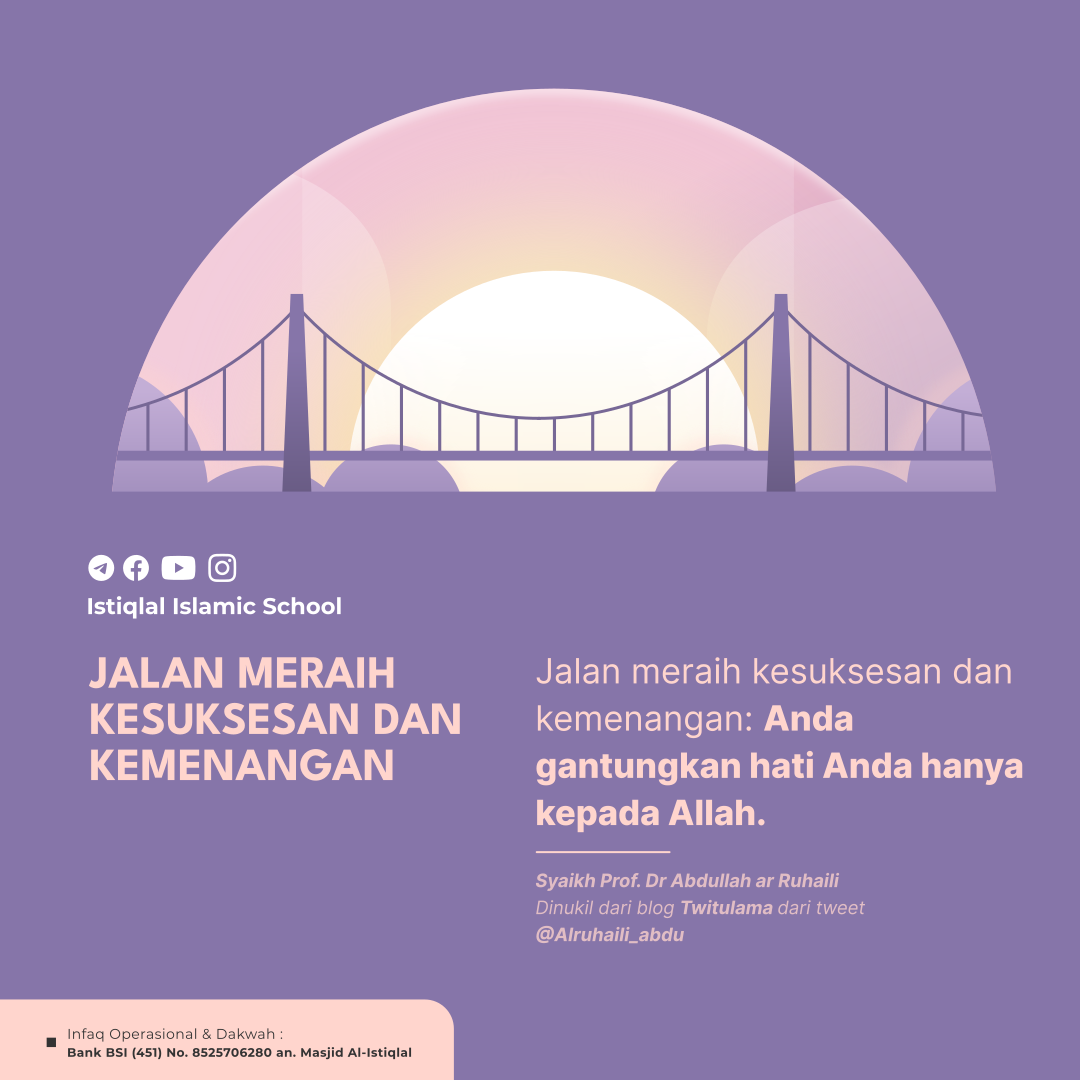 Istiqlal Islamic School
JALAN MERAIH
KESUKSESAN DAN
KEMENANGAN
Jalan meraih kesuksesan dan
kemenangan: Anda
gantungkan hati Anda hanya
kepada Allah.
Syaikh Prof. Dr Abdullah ar Ruhaili
Dinukil dari blog Twitulama dari tweet
@Alruhaili_abdu
Infaq Operasional & Dakwah :
Bank BSI (451) No. 8525706280 an. Masjid Al-Istiqlal